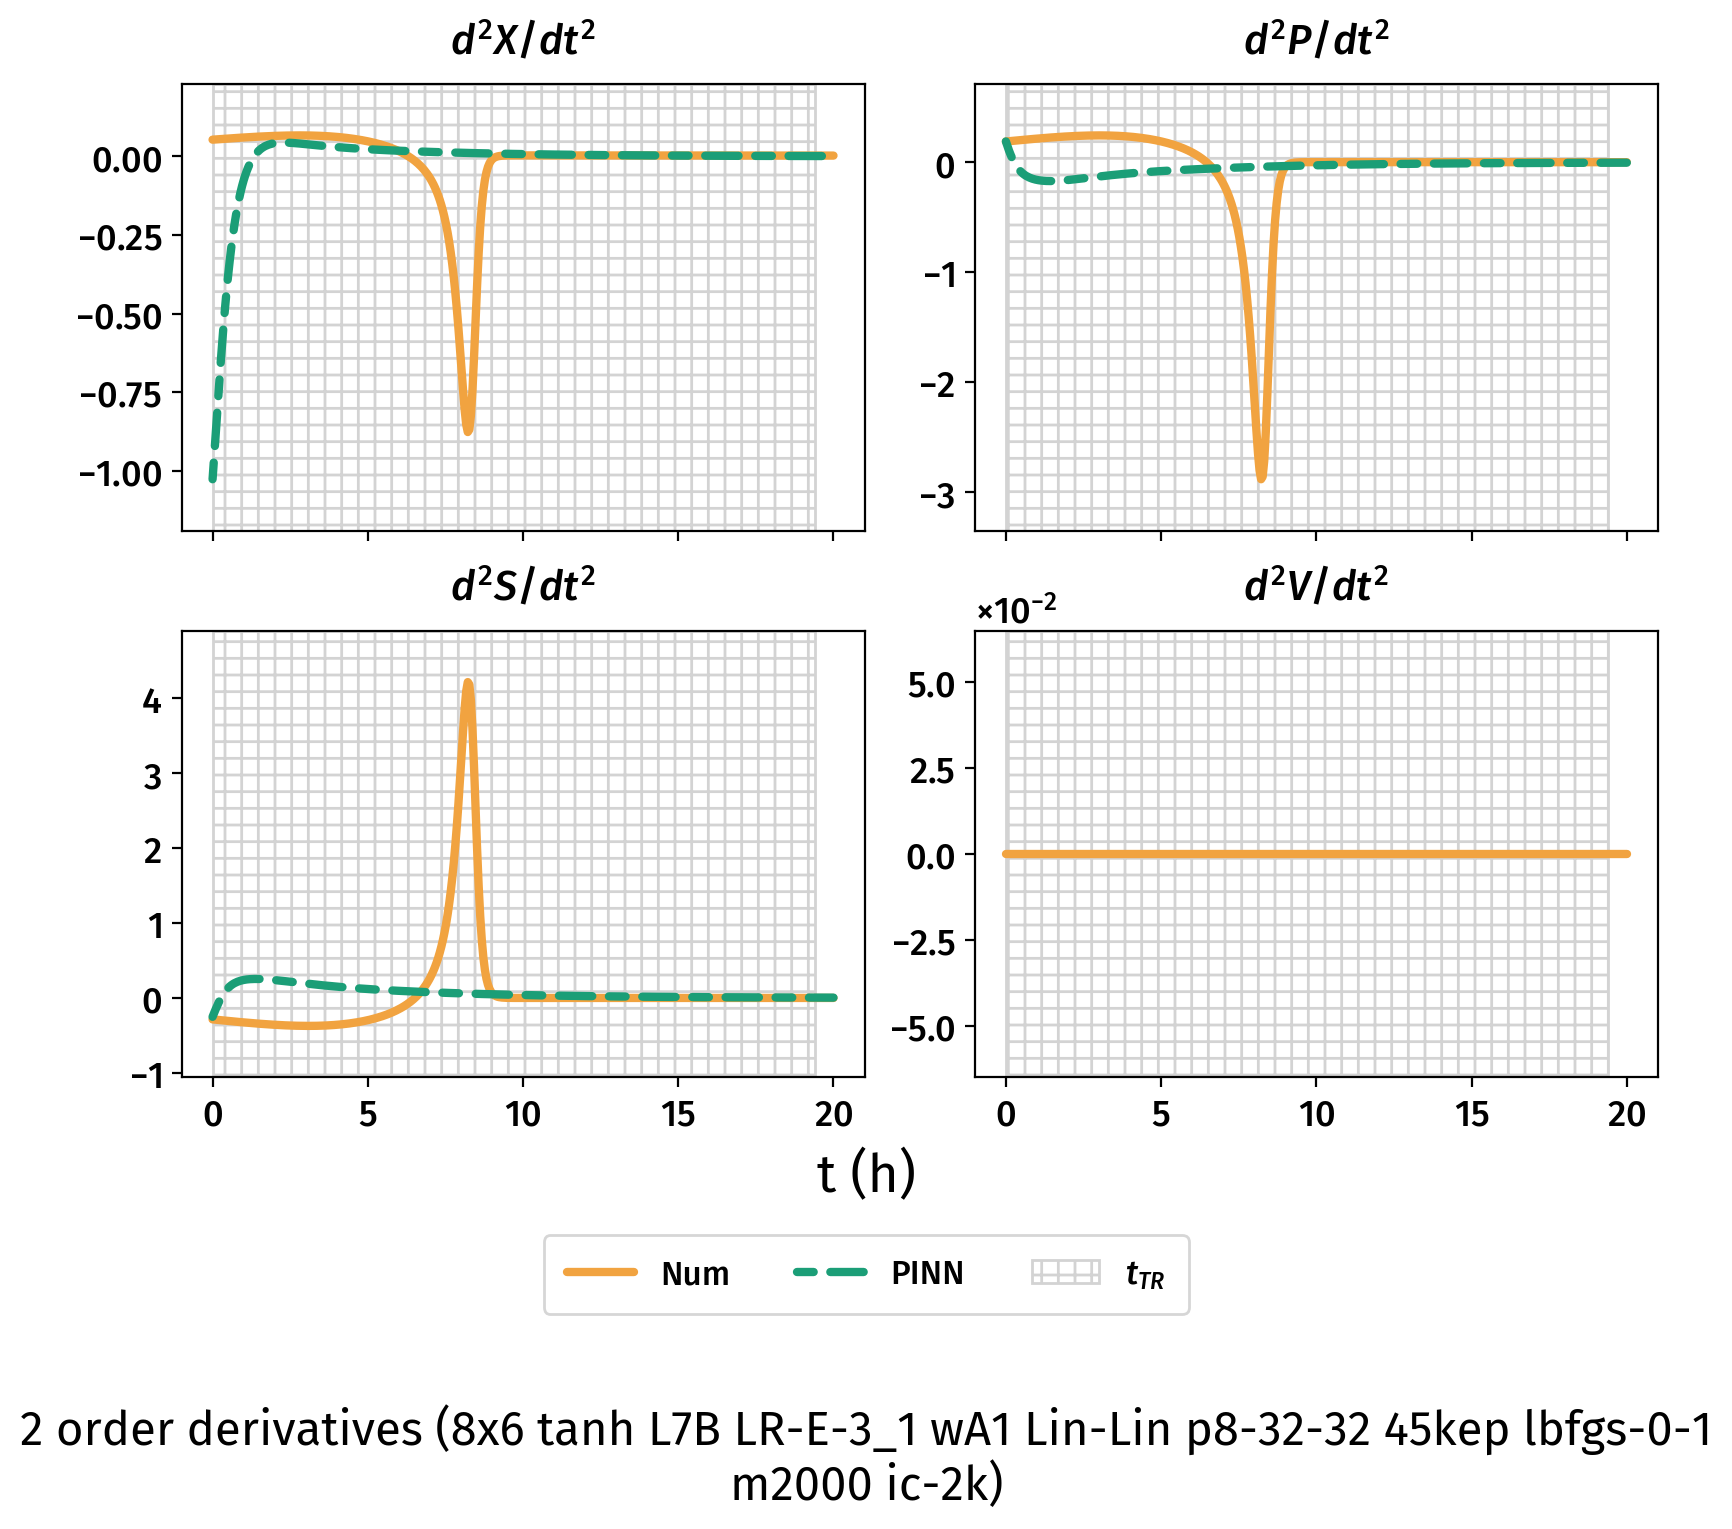 d²X/dt²
d²P/dt²
0.00
−0.25
−0.50
−0.75
−1.00
0
−1
−2
−3
d²S/dt²
d²V/dt²
×10⁻²
4
3
2
1
0
−1
5.0
2.5
0.0
−2.5
−5.0
0 5 10 15 20
0 5 10 15 20
t (h)
Num PINN t_TR
2 order derivatives (8x6 tanh L7B LR-E-3_1 wA1 Lin-Lin p8-32-32 45kep lbfgs-0-1
m2000 ic-2k)